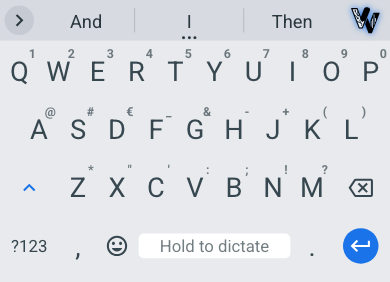 > And I Then W
1 2 3 4 5 6 7 8 9 0
Q W E R T Y U I O P
@ # € _ & - + ( )
A S D F G H J K L
* " ' : ; ! ?
Z X C V B N M
?123 , Hold to dictate .